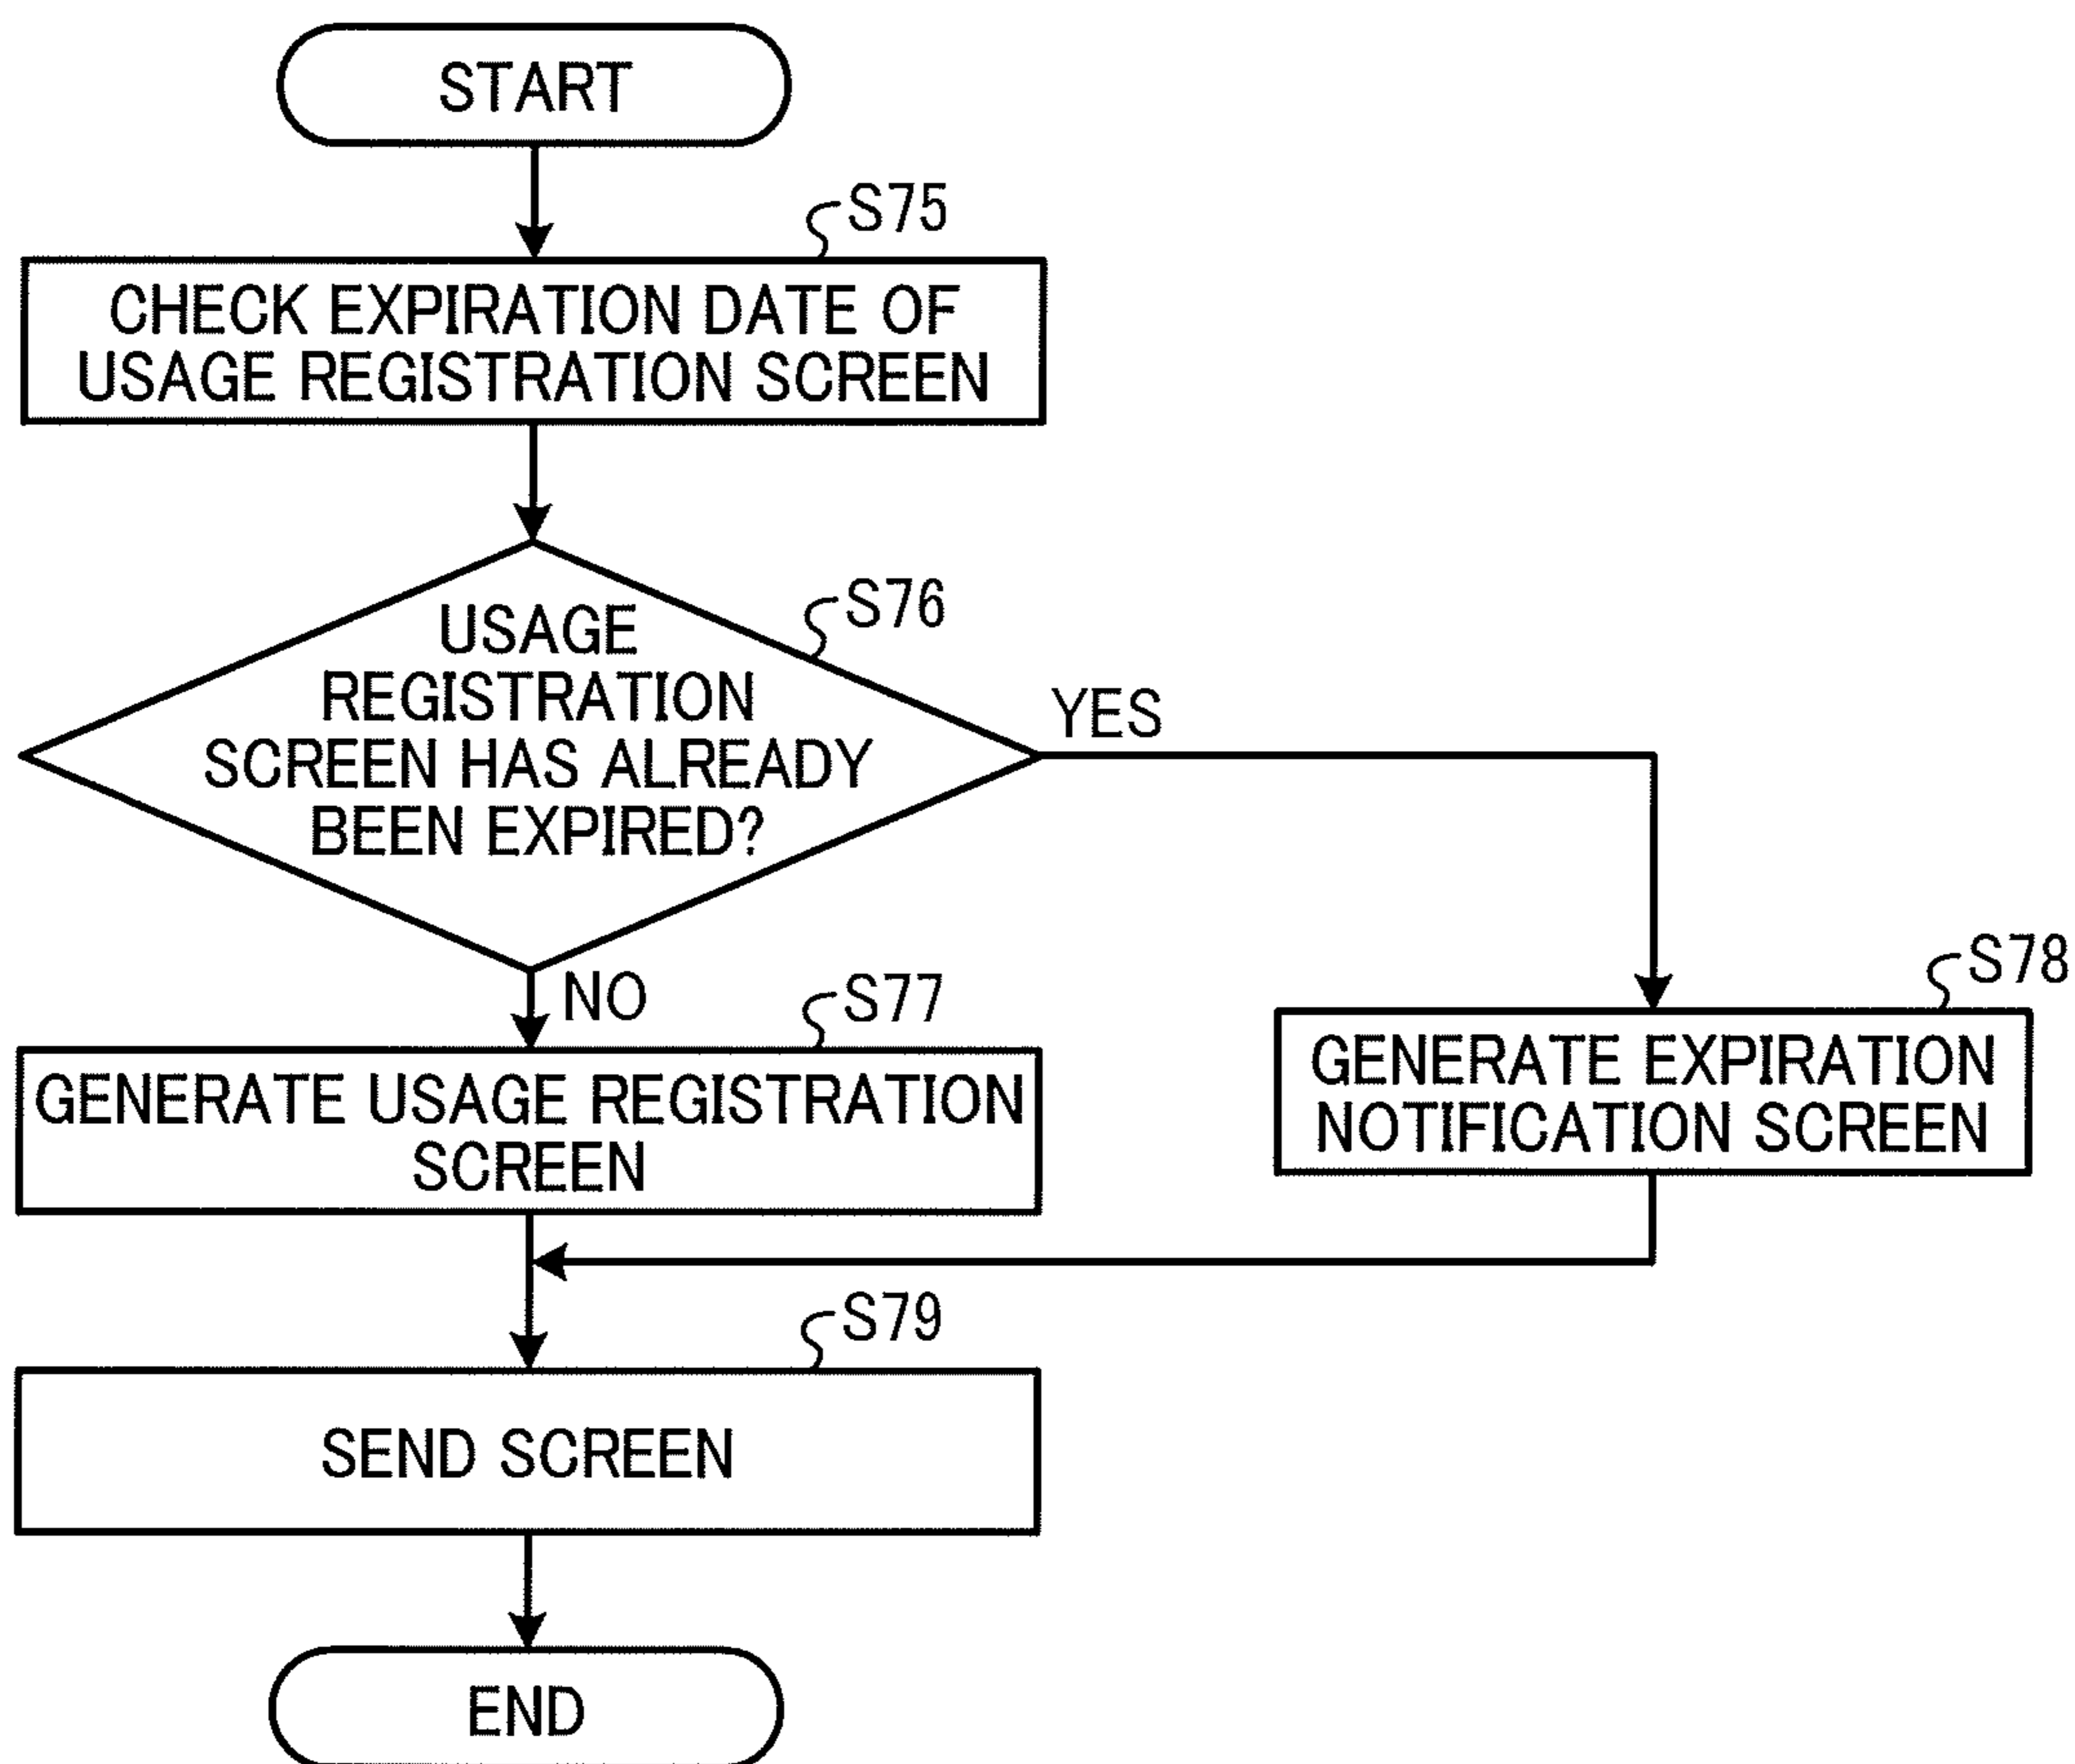 START
S75
CHECK EXPIRATION DATE OF
USAGE REGISTRATION SCREEN
S76
USAGE
REGISTRATION
SCREEN HAS ALREADY
BEEN EXPIRED?
YES
NO
S77
GENERATE USAGE REGISTRATION
SCREEN
S78
GENERATE EXPIRATION
NOTIFICATION SCREEN
S79
SEND SCREEN
END